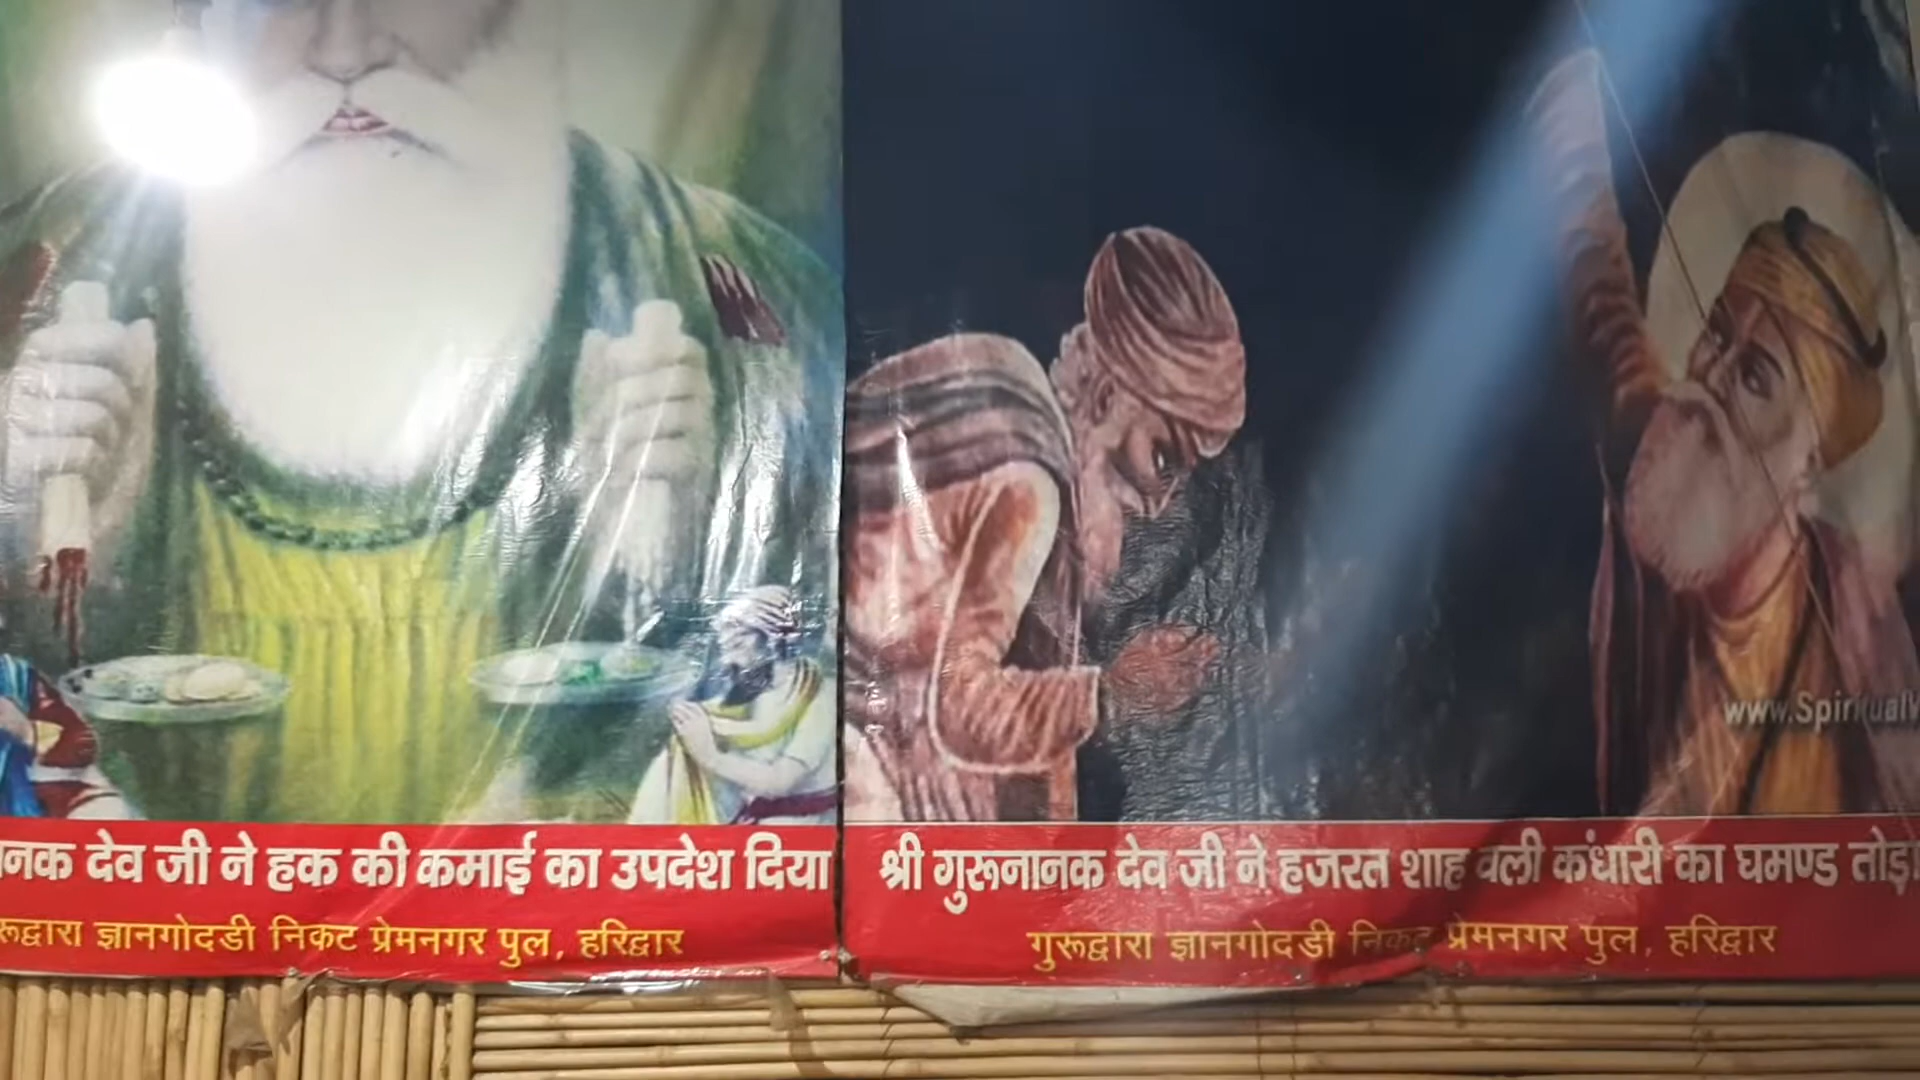 देव जी ने हक की कमाई का उपदेश दिया
ज्ञानगोदडी निकट प्रेमनगर पुल, हरिद्वार
www.Spiritual
श्री गुरूनानक देव जी ने हजरत शाह वली कंधारी का घमण्ड तोड़ा
गुरूद्वारा ज्ञानगोदडी निकट प्रेमनगर पुल, हरिद्वार